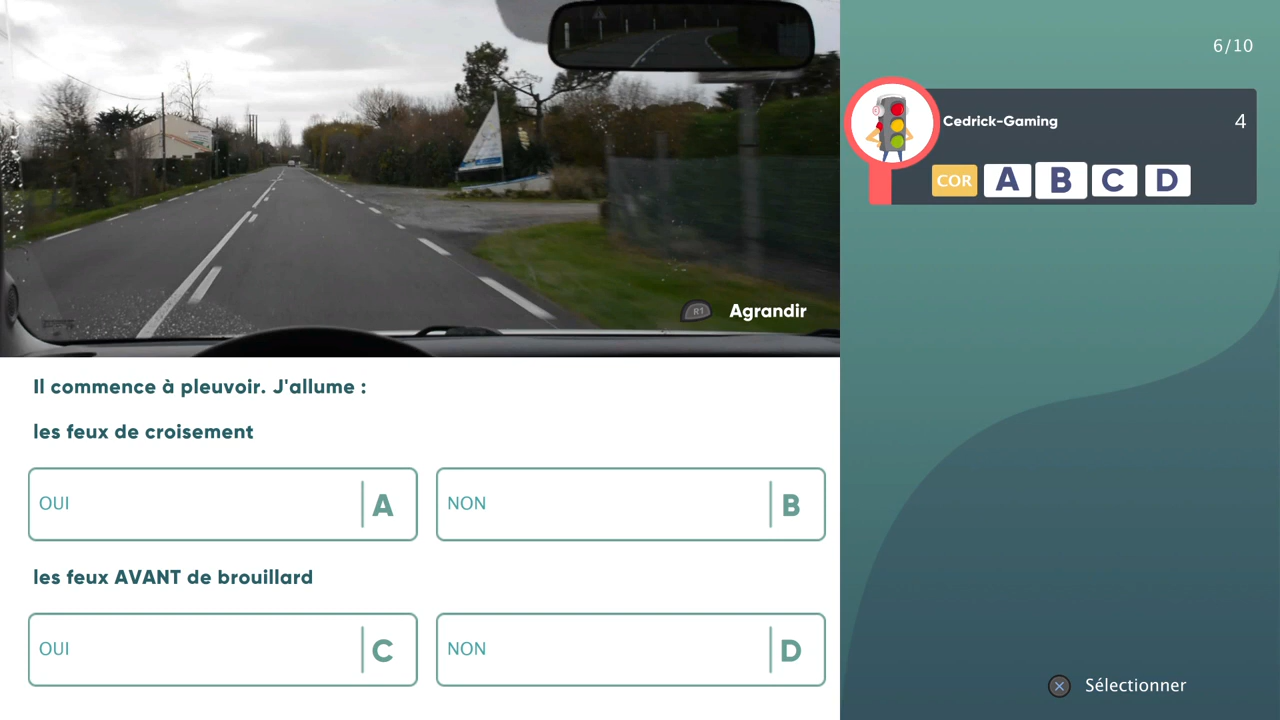 6/10
Cedrick-Gaming 4
COR A B C D
R1 Agrandir
Il commence à pleuvoir. J'allume :
les feux de croisement
OUI A
NON B
les feux AVANT de brouillard
OUI C
NON D
Sélectionner